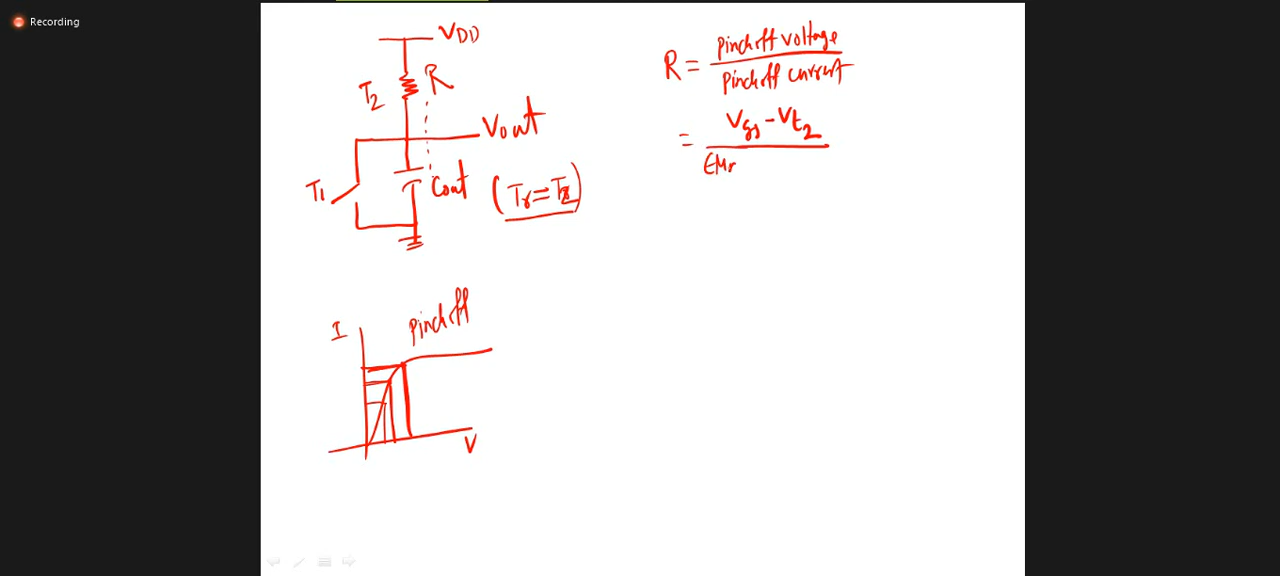 Recording
VDD
T2 R
Vout
T1
Cout (Tr=T2)
R = Pinchoff voltage
Pinchoff current
= Vgs - Vt2
I
Pinchoff
V